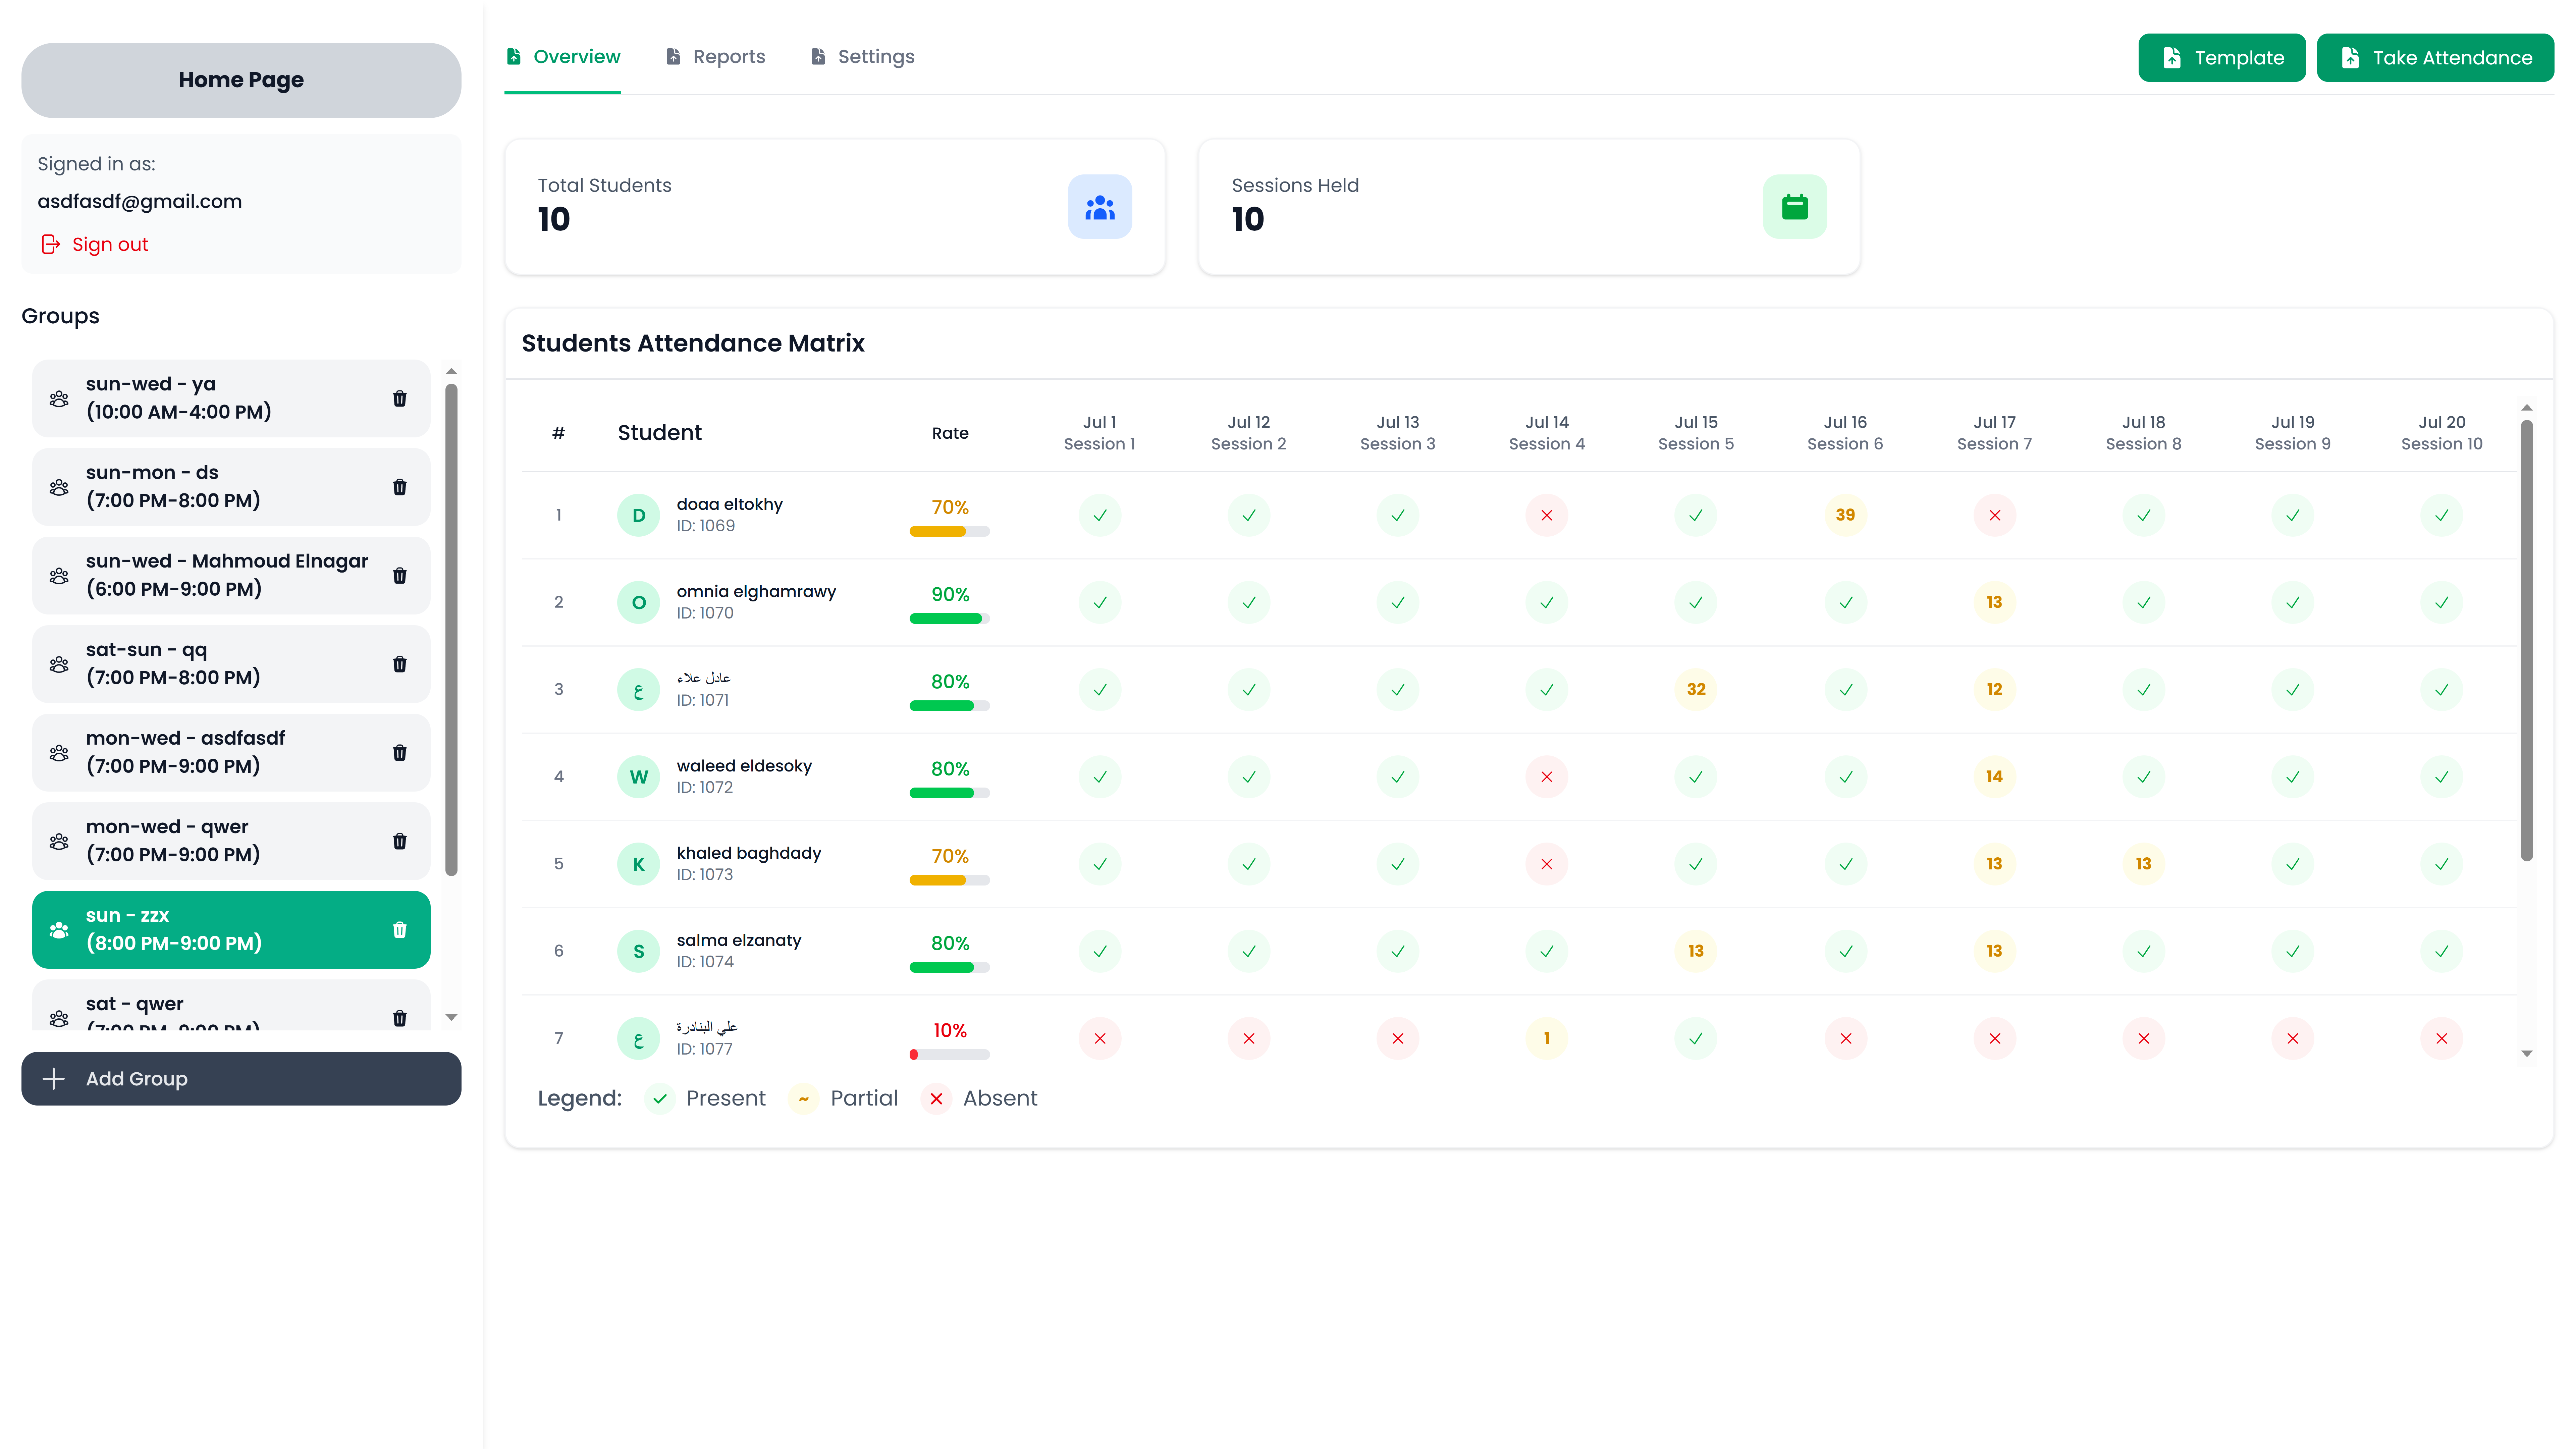 Home Page
Signed in as:
asdfasdf@gmail.com
Sign out
Groups
sun-wed - ya
(10:00 AM-4:00 PM)
sun-mon - ds
(7:00 PM-8:00 PM)
sun-wed - Mahmoud Elnagar
(6:00 PM-9:00 PM)
sat-sun - qq
(7:00 PM-8:00 PM)
mon-wed - asdfasdf
(7:00 PM-9:00 PM)
mon-wed - qwer
(7:00 PM-9:00 PM)
sun - zzx
(8:00 PM-9:00 PM)
sat - qwer
Add Group
Overview Reports Settings
Template Take Attendance
Total Students
10
Sessions Held
10
Students Attendance Matrix
# Student Rate
Jul 1 Jul 12 Jul 13 Jul 14 Jul 15 Jul 16 Jul 17 Jul 18 Jul 19 Jul 20
Session 1 Session 2 Session 3 Session 4 Session 5 Session 6 Session 7 Session 8 Session 9 Session 10
1 D doaa eltokhy 70% 39
ID: 1069
2 O omnia elghamrawy 90% 13
ID: 1070
3 ع عادل علاء 80% 32 12
ID: 1071
4 W waleed eldesoky 80% 14
ID: 1072
5 K khaled baghdady 70% 13 13
ID: 1073
6 S salma elzanaty 80% 13 13
ID: 1074
7 ع علي البنادرة 10% 1
ID: 1077
Legend: Present ~ Partial Absent